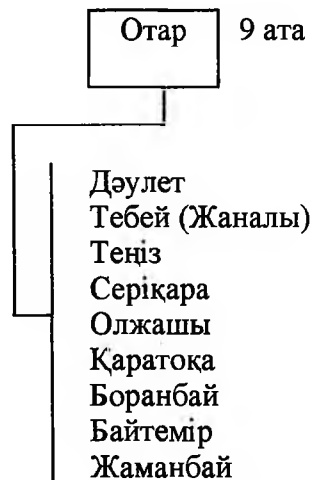 Отар 9 ата
Дәулет
Тебей (Жаналы)
Теңіз
Серіқара
Олжашы
Қаратоқа
Боранбай
Байтемір
Жаманбай